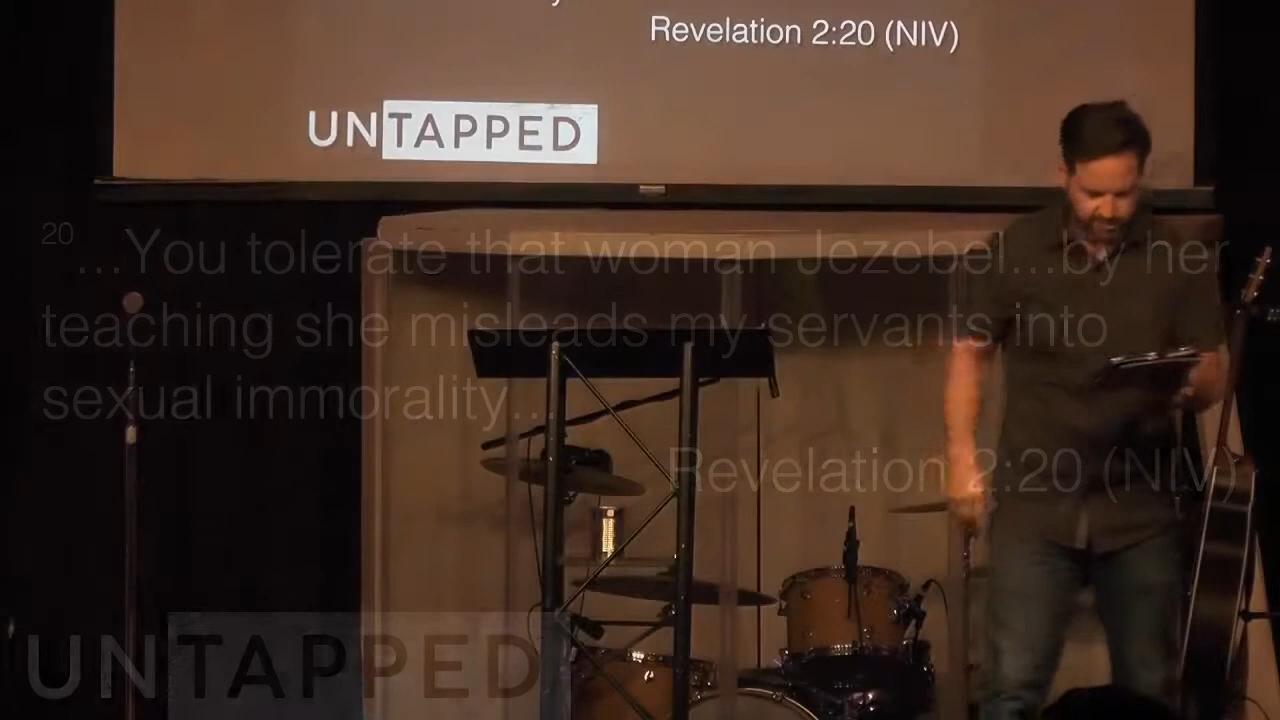 Revelation 2:20 (NIV)
UNTAPPED
20
...You tolerate that woman Jezebel...by her
teaching she misleads my servants into
sexual immorality...
Revelation 2:20 (NIV)
UNTAPPED